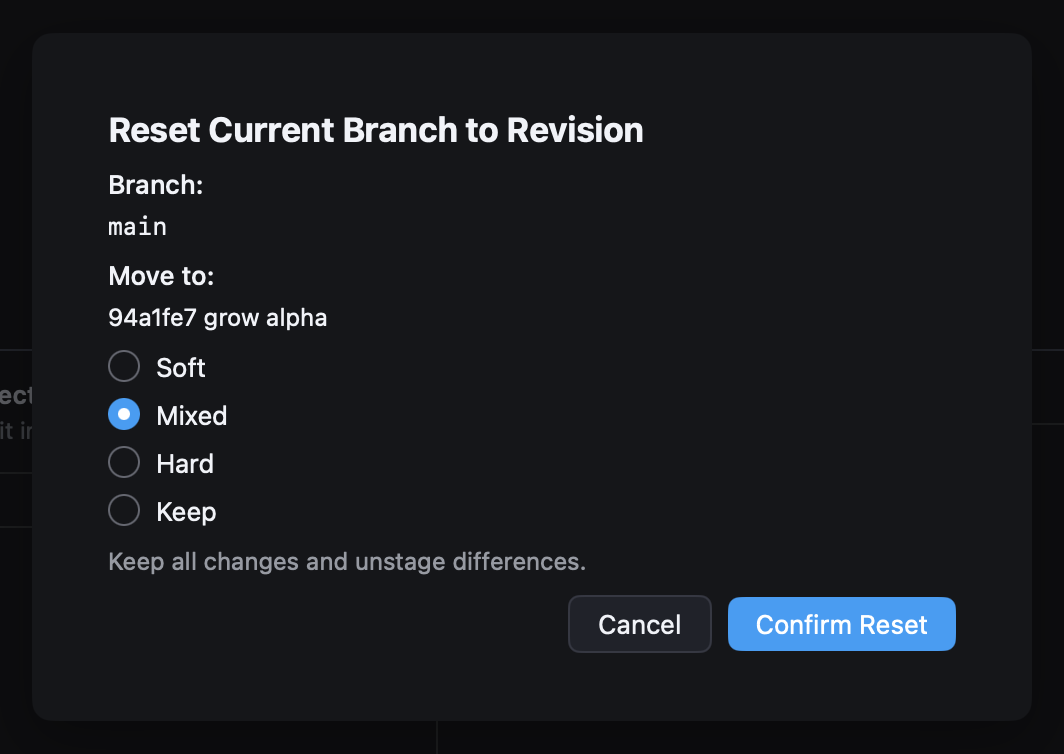 Reset Current Branch to Revision
Branch:
main
Move to:
94a1fe7 grow alpha
Soft
Mixed
Hard
Keep
Keep all changes and unstage differences.
Cancel
Confirm Reset